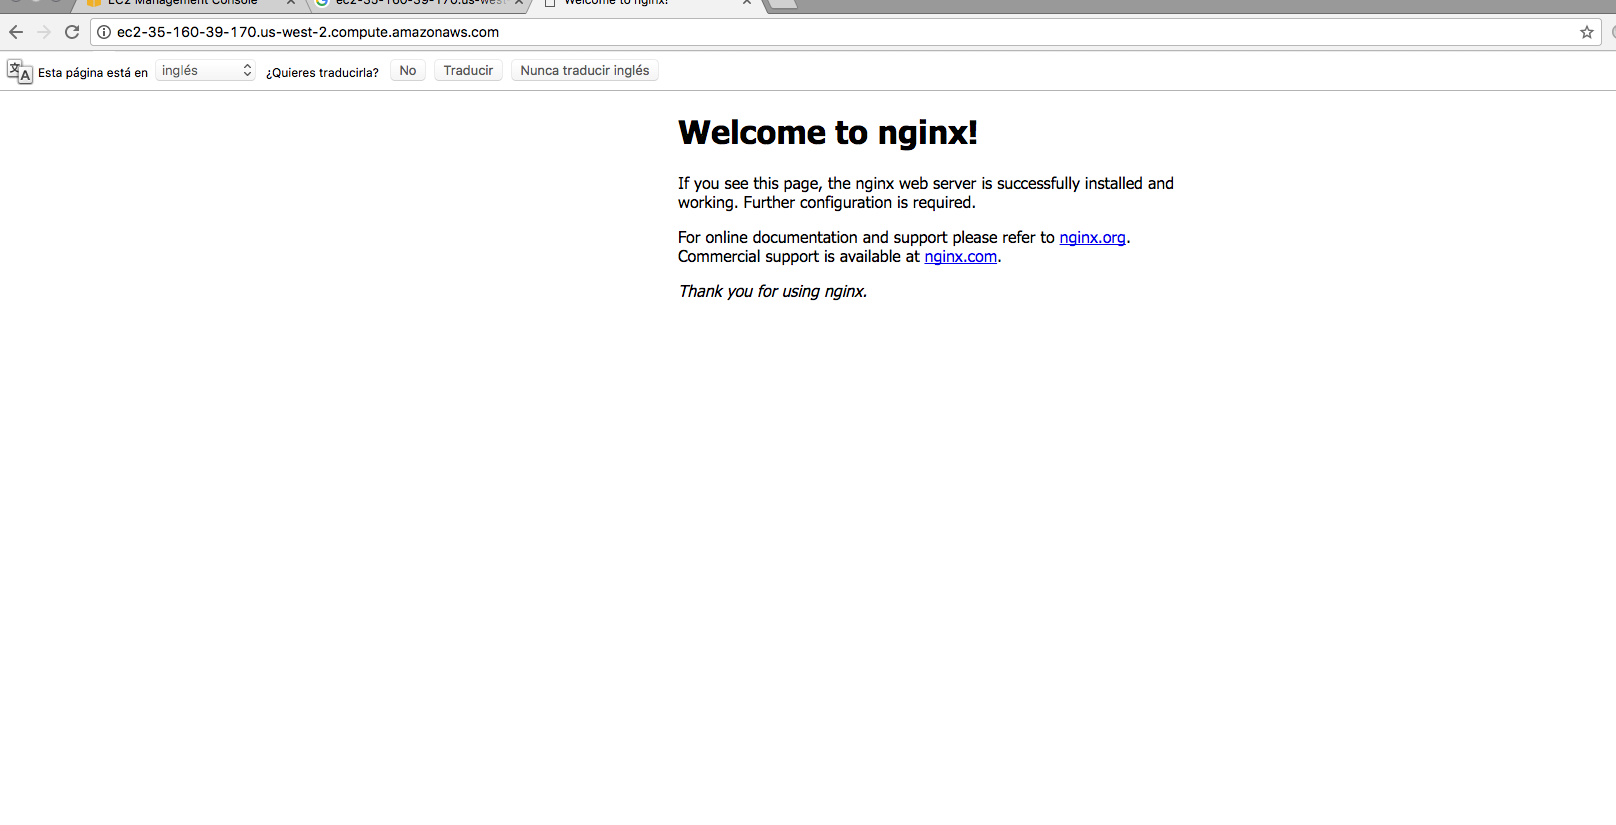 EC2 Management Console
ec2-35-160-39-170.us-west-
Welcome to nginx!
ec2-35-160-39-170.us-west-2.compute.amazonaws.com
Esta página está en inglés ¿Quieres traducirla? No Traducir Nunca traducir inglés
Welcome to nginx!
If you see this page, the nginx web server is successfully installed and
working. Further configuration is required.
For online documentation and support please refer to nginx.org.
Commercial support is available at nginx.com.
Thank you for using nginx.